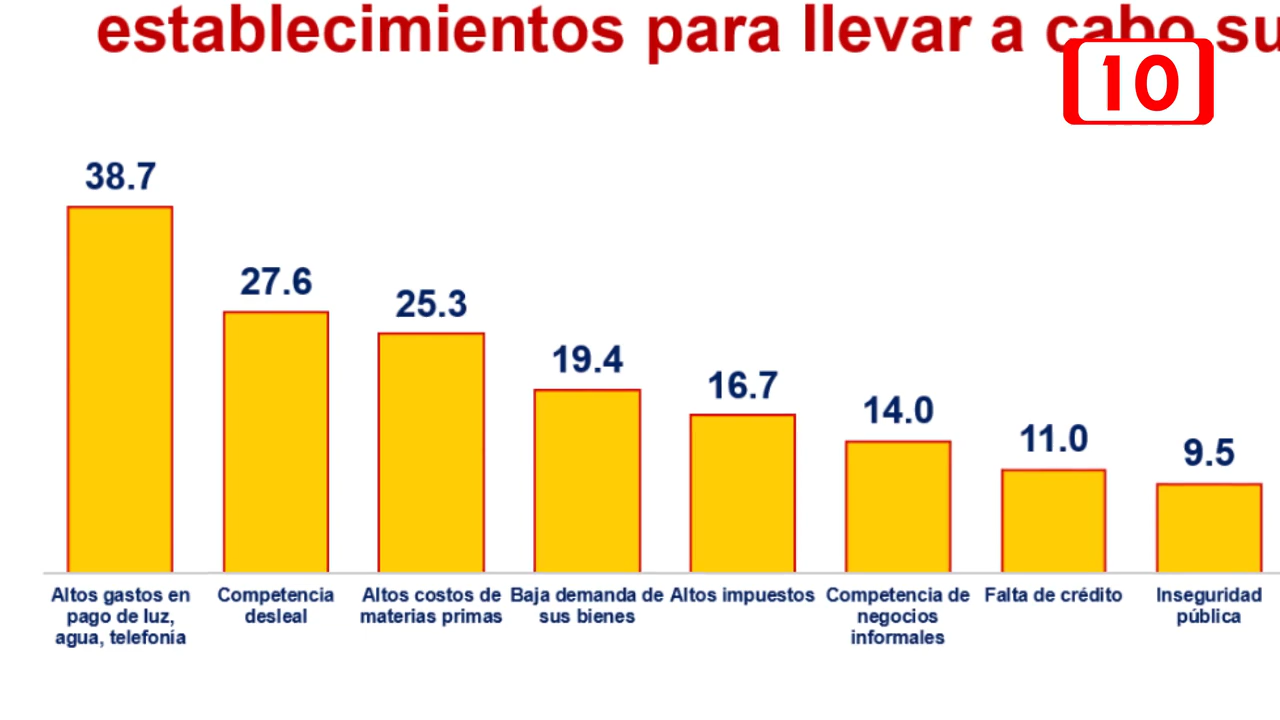 establecimientos para llevar a cabo su
10
38.7
27.6
25.3
19.4
16.7
14.0
11.0
9.5
Altos gastos en
pago de luz,
agua, telefonía
Competencia
desleal
Altos costos de
materias primas
Baja demanda de
sus bienes
Altos impuestos
Competencia de
negocios
informales
Falta de crédito
Inseguridad
pública